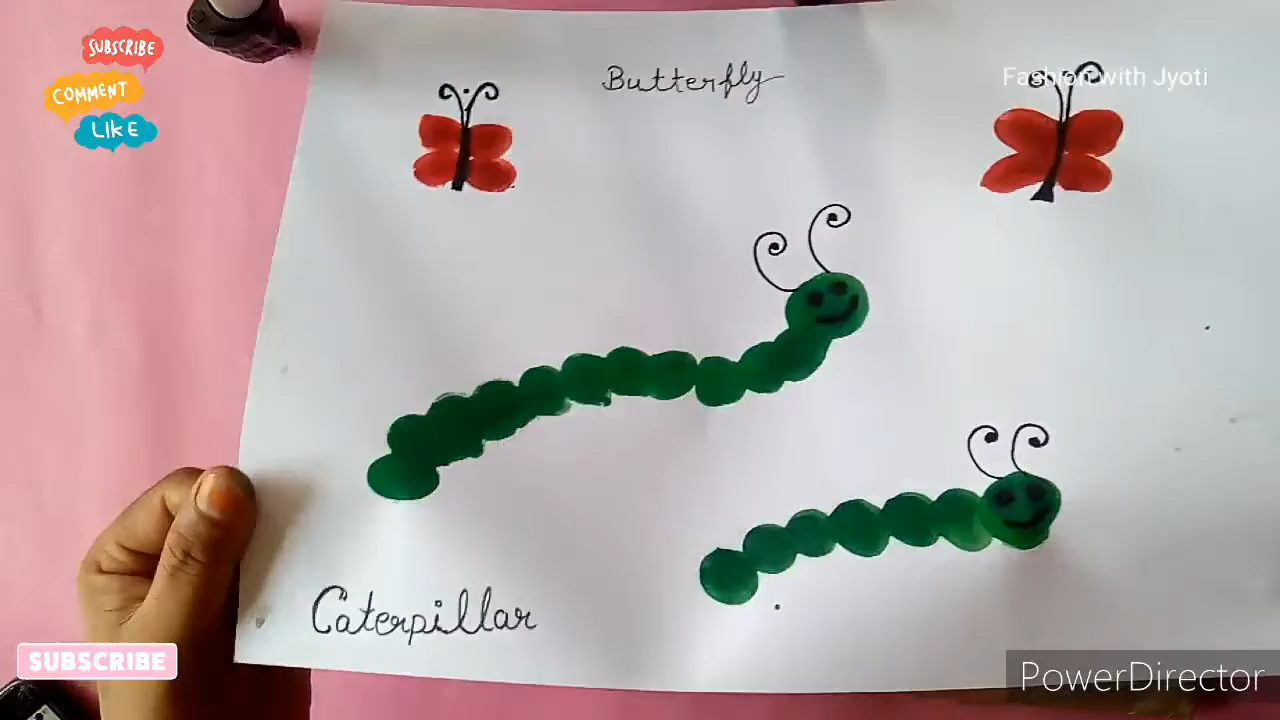 SUBSCRIBE
COMMENT
LIKE
Butterfly
Fashion with Jyoti
Caterpillar
SUBSCRIBE
PowerDirector